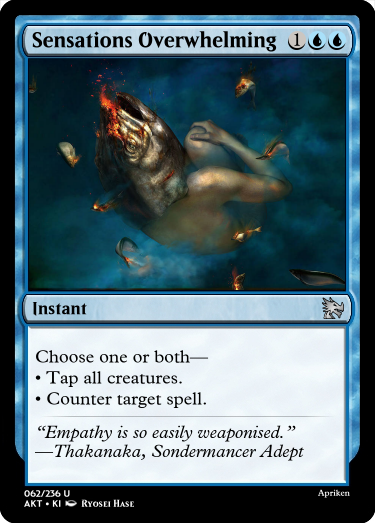 Sensations Overwhelming 1
Instant
Choose one or both—
• Tap all creatures.
• Counter target spell.
“Empathy is so easily weaponised.”
—Thakanaka, Sondermancer Adept
062/236 U
Apriken
AKT • KI Ryosei Hase